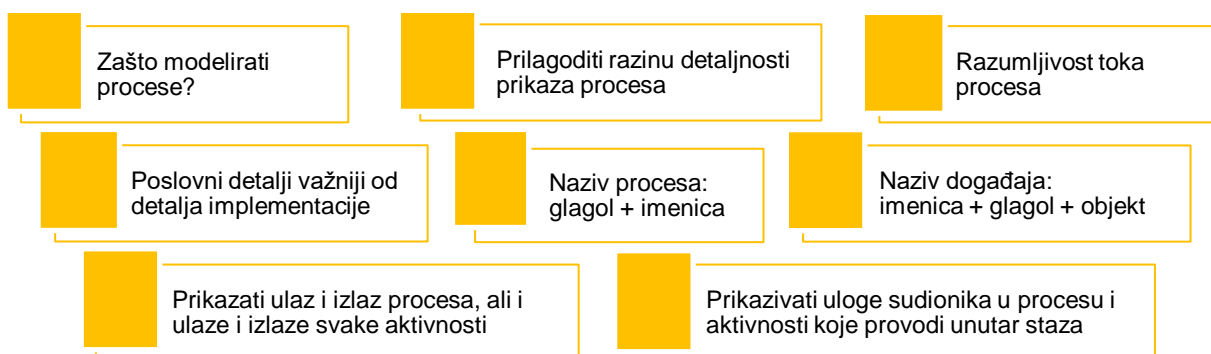 Zašto modelirati
procese?
Prilagoditi razinu detaljnosti
prikaza procesa
Razumljivost toka
procesa
Poslovni detalji važniji od
detalja implementacije
Naziv procesa:
glagol + imenica
Naziv događaja:
imenica + glagol + objekt
Prikazati ulaz i izlaz procesa, ali i
ulaze i izlaze svake aktivnosti
Prikazivati uloge sudionika u procesu i
aktivnosti koje provodi unutar staza